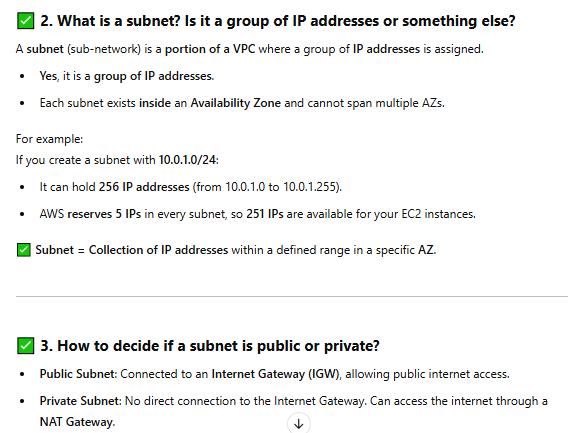 ✅ 2. What is a subnet? Is it a group of IP addresses or something else?
A subnet (sub-network) is a portion of a VPC where a group of IP addresses is assigned.
• Yes, it is a group of IP addresses.
• Each subnet exists inside an Availability Zone and cannot span multiple AZs.
For example:
If you create a subnet with 10.0.1.0/24:
• It can hold 256 IP addresses (from 10.0.1.0 to 10.0.1.255).
• AWS reserves 5 IPs in every subnet, so 251 IPs are available for your EC2 instances.
✅ Subnet = Collection of IP addresses within a defined range in a specific AZ.
✅ 3. How to decide if a subnet is public or private?
• Public Subnet: Connected to an Internet Gateway (IGW), allowing public internet access.
• Private Subnet: No direct connection to the Internet Gateway. Can access the internet through a
NAT Gateway.